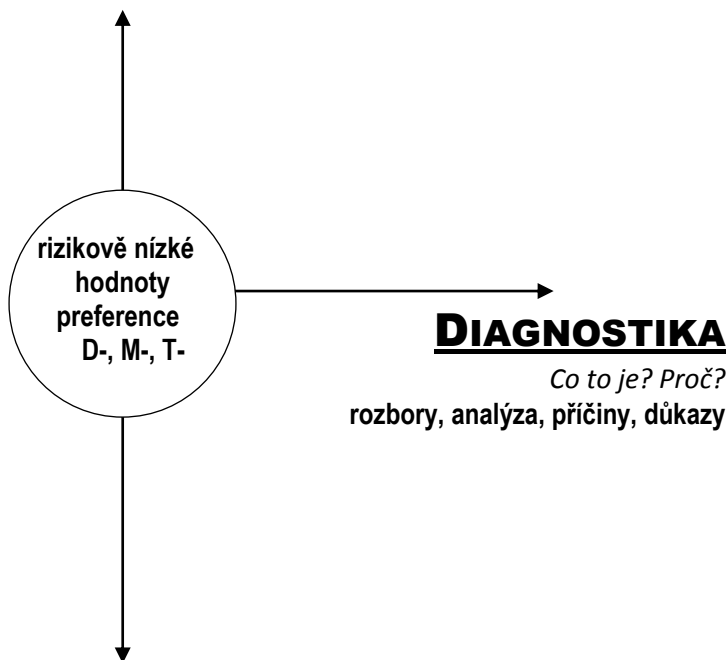 rizikově nízké
hodnoty
preference
D-, M-, T-
DIAGNOSTIKA
Co to je? Proč?
rozbory, analýza, příčiny, důkazy